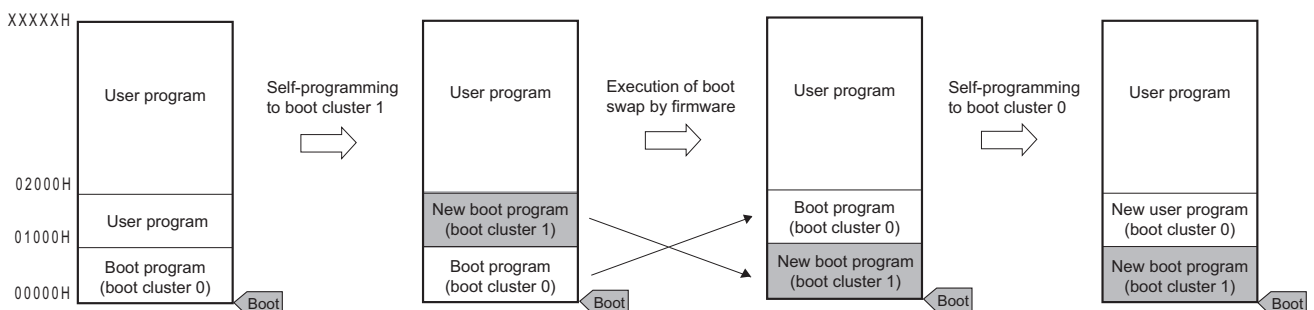 XXXXXH
02000H
01000H
00000H
User program
User program
Boot program
(boot cluster 0)
Boot
Self-programming
to boot cluster 1
User program
New boot program
(boot cluster 1)
Boot program
(boot cluster 0)
Boot
Execution of boot
swap by firmware
User program
Boot program
(boot cluster 0)
New boot program
(boot cluster 1)
Boot
Self-programming
to boot cluster 0
User program
New user program
(boot cluster 0)
New boot program
(boot cluster 1)
Boot